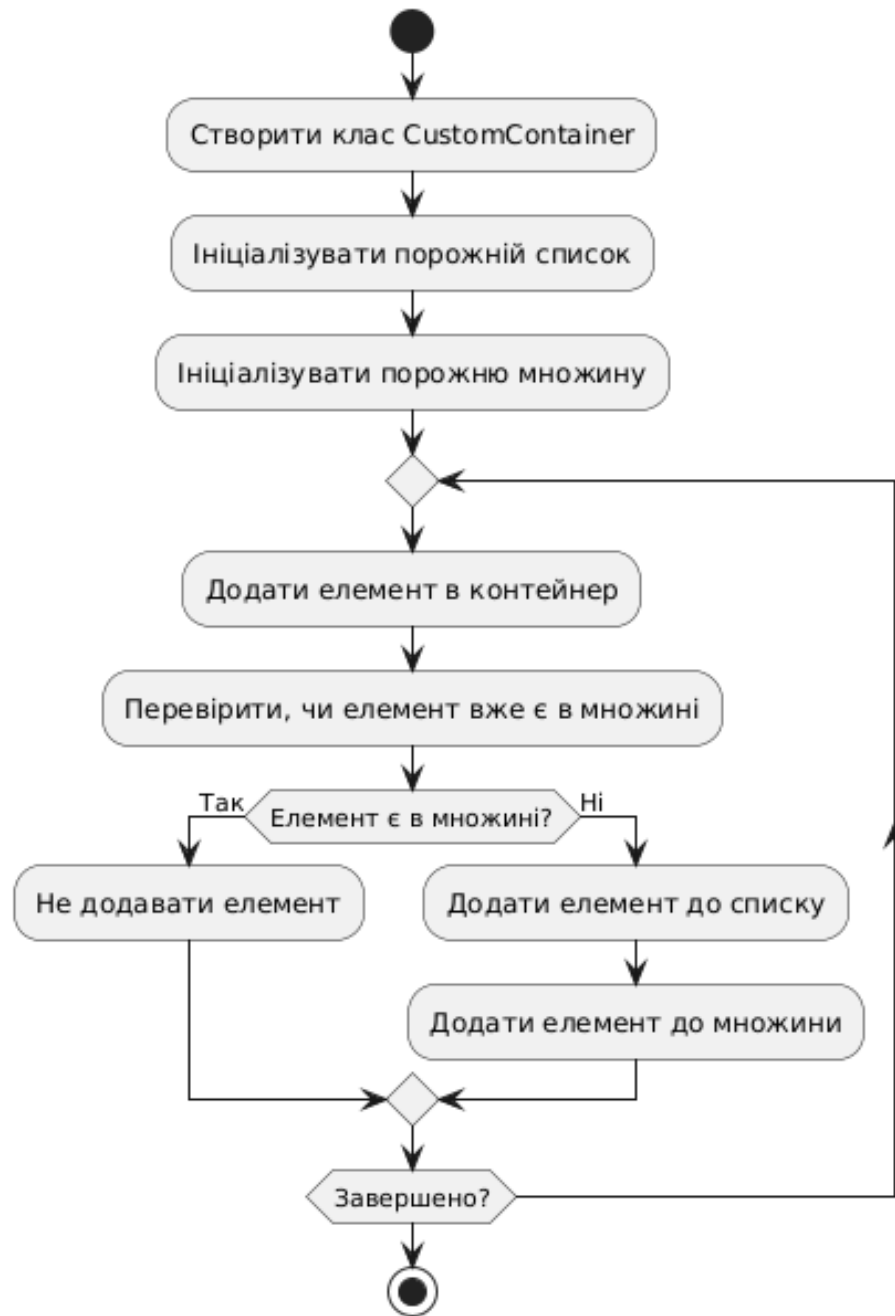 Створити клас CustomContainer
Ініціалізувати порожній список
Ініціалізувати порожню множину
Додати елемент в контейнер
Перевірити, чи елемент вже є в множині
Так
Елемент є в множині?
Ні
Не додавати елемент
Додати елемент до списку
Додати елемент до множини
Завершено?